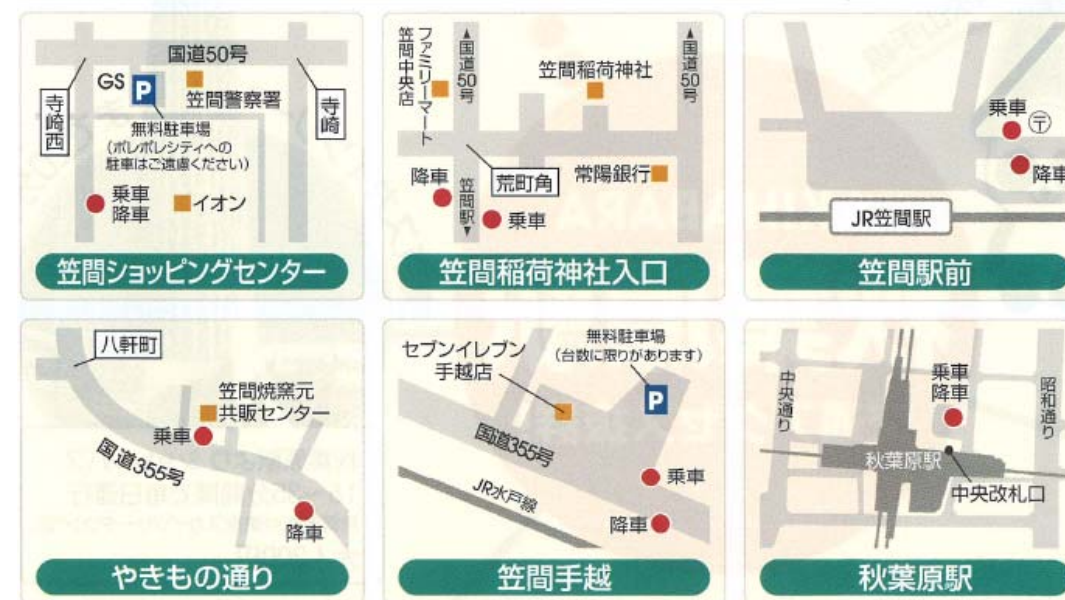 国道50号
GS
P
笠間警察署
寺崎西
寺崎
無料駐車場
(ポレポレシティへの
駐車はご遠慮ください)
乗車
降車
イオン
笠間ショッピングセンター
ファミリーマート
笠間中央店
▲国道50号
笠間稲荷神社
▲国道50号
降車
笠間駅▼
荒町角
常陽銀行
乗車
笠間稲荷神社入口
乗車
〒
降車
JR笠間駅
笠間駅前
八軒町
笠間焼窯元
共販センター
乗車
国道355号
降車
やきもの通り
セブンイレブン
手越店
無料駐車場
(台数に限りがあります)
P
国道355号
JR水戸線
乗車
降車
笠間手越
中央通り
乗車
降車
昭和通り
秋葉原駅
中央改札口
秋葉原駅